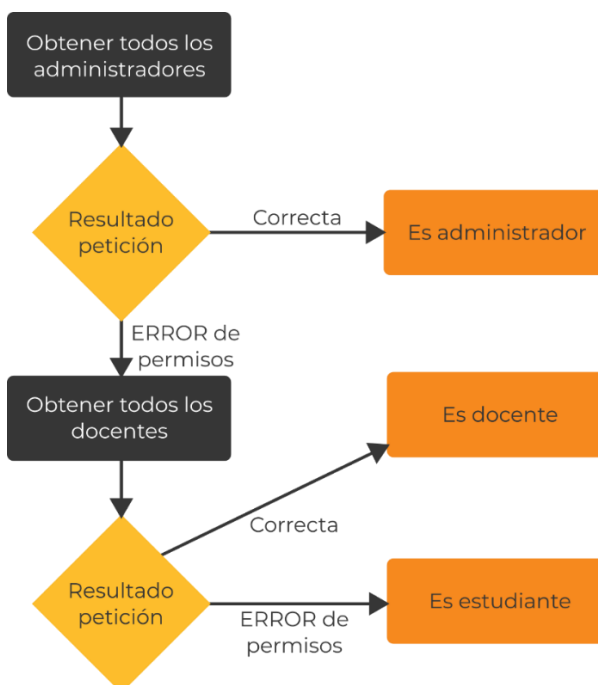 Obtener todos los
administradores
Resultado
petición
Correcta
Es administrador
ERROR de
permisos
Obtener todos los
docentes
Es docente
Correcta
Resultado
petición
ERROR de
permisos
Es estudiante